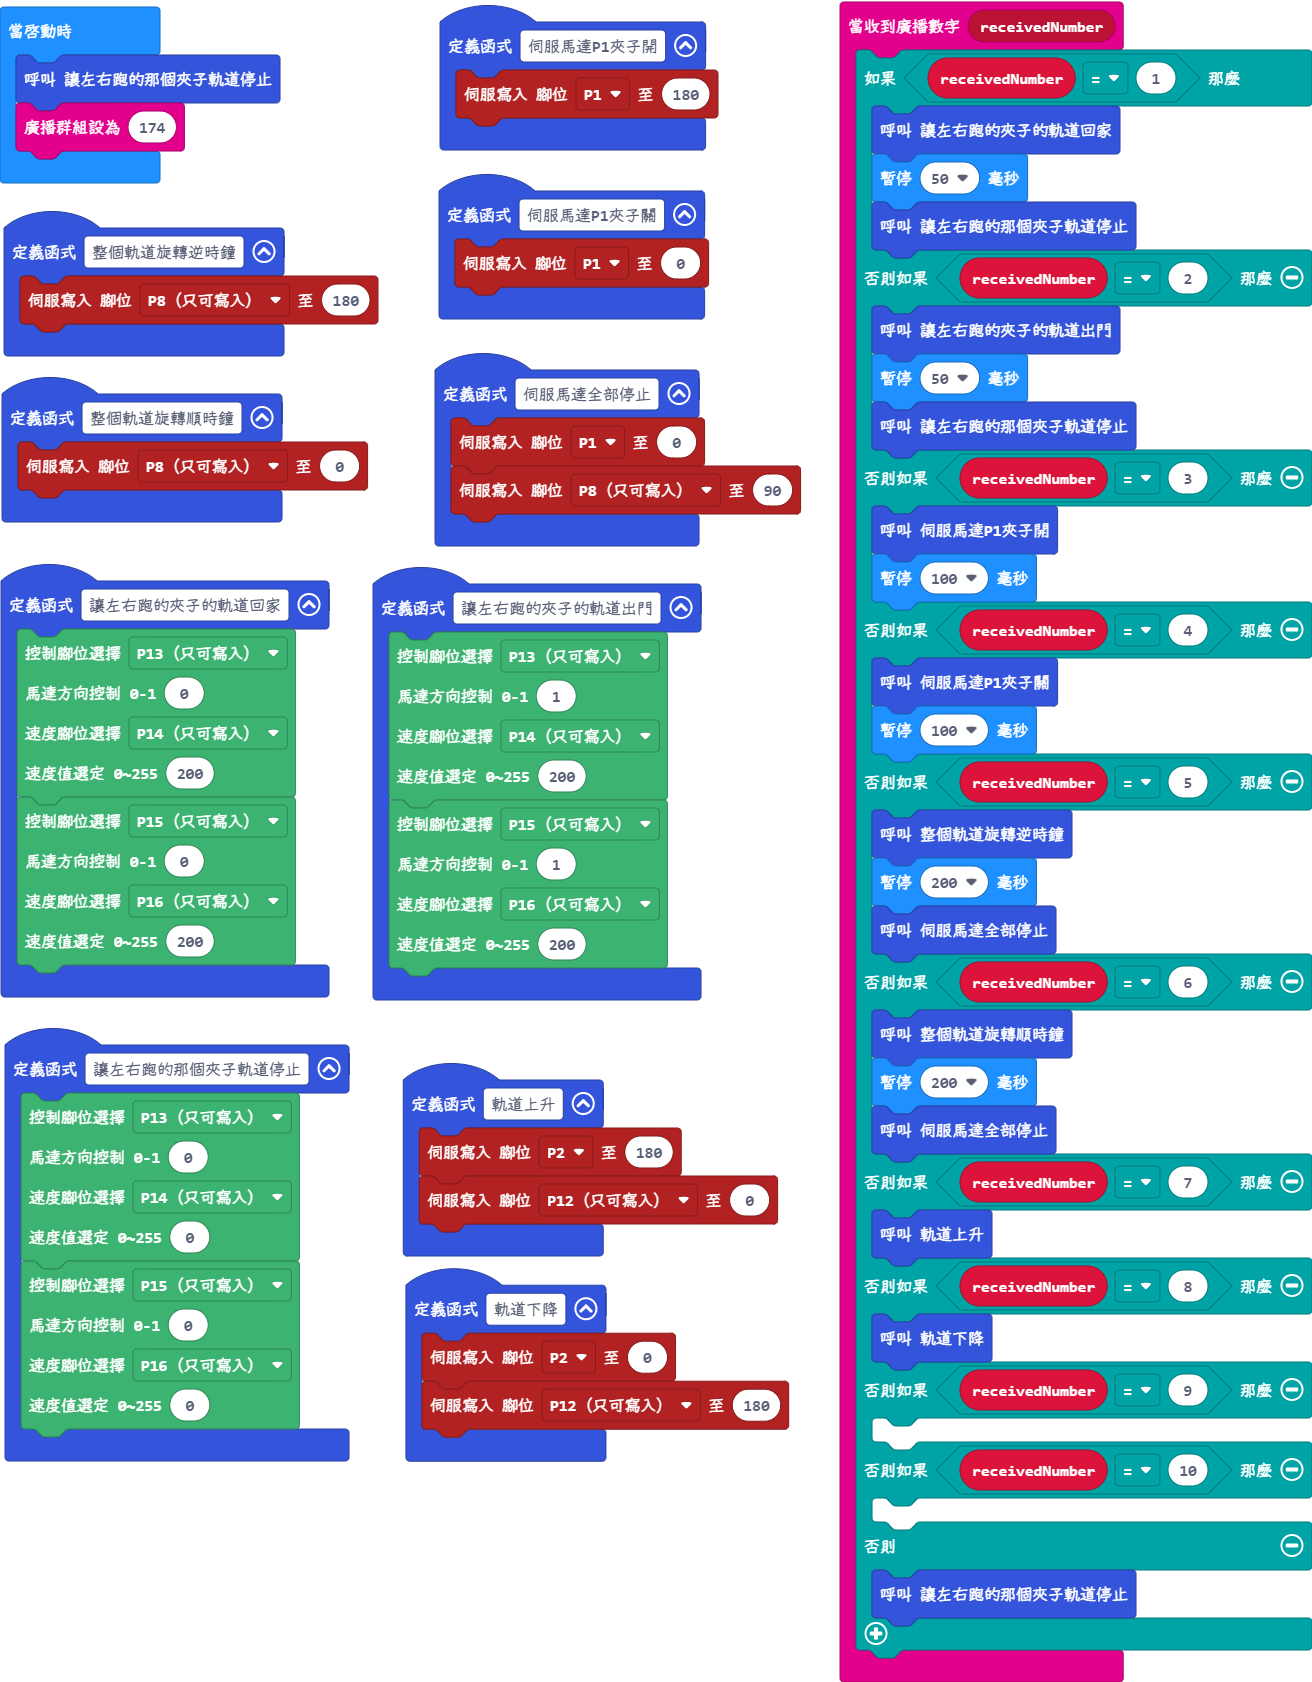 當啓動時
呼叫 讓左右跑的那個夾子軌道停止
廣播群組設為 174
定義函式 整個軌道旋轉逆時鐘
伺服寫入 腳位 P8 (只可寫入) 至 180
定義函式 整個軌道旋轉順時鐘
伺服寫入 腳位 P8 (只可寫入) 至 0
定義函式 伺服馬達P1夾子開
伺服寫入 腳位 P1 至 180
定義函式 伺服馬達P1夾子關
伺服寫入 腳位 P1 至 0
定義函式 伺服馬達全部停止
伺服寫入 腳位 P1 至 0
伺服寫入 腳位 P8 (只可寫入) 至 90
定義函式 讓左右跑的夾子的軌道回家
控制腳位選擇 P13 (只可寫入)
馬達方向控制 0-1 0
速度腳位選擇 P14 (只可寫入)
速度值選定 0~255 200
控制腳位選擇 P15 (只可寫入)
馬達方向控制 0-1 0
速度腳位選擇 P16 (只可寫入)
速度值選定 0~255 200
定義函式 讓左右跑的夾子的軌道出門
控制腳位選擇 P13 (只可寫入)
馬達方向控制 0-1 1
速度腳位選擇 P14 (只可寫入)
速度值選定 0~255 200
控制腳位選擇 P15 (只可寫入)
馬達方向控制 0-1 1
速度腳位選擇 P16 (只可寫入)
速度值選定 0~255 200
定義函式 讓左右跑的那個夾子軌道停止
控制腳位選擇 P13 (只可寫入)
馬達方向控制 0-1 0
速度腳位選擇 P14 (只可寫入)
速度值選定 0~255 0
控制腳位選擇 P15 (只可寫入)
馬達方向控制 0-1 0
速度腳位選擇 P16 (只可寫入)
速度值選定 0~255 0
定義函式 軌道上升
伺服寫入 腳位 P2 至 180
伺服寫入 腳位 P12 (只可寫入) 至 0
定義函式 軌道下降
伺服寫入 腳位 P2 至 0
伺服寫入 腳位 P12 (只可寫入) 至 180
當收到廣播數字 receivedNumber
如果 receivedNumber = 1 那麼
呼叫 讓左右跑的夾子的軌道回家
暫停 50 毫秒
呼叫 讓左右跑的那個夾子軌道停止
否則如果 receivedNumber = 2 那麼
呼叫 讓左右跑的夾子的軌道出門
暫停 50 毫秒
呼叫 讓左右跑的那個夾子軌道停止
否則如果 receivedNumber = 3 那麼
呼叫 伺服馬達P1夾子開
暫停 100 毫秒
否則如果 receivedNumber = 4 那麼
呼叫 伺服馬達P1夾子關
暫停 100 毫秒
否則如果 receivedNumber = 5 那麼
呼叫 整個軌道旋轉逆時鐘
暫停 200 毫秒
呼叫 伺服馬達全部停止
否則如果 receivedNumber = 6 那麼
呼叫 整個軌道旋轉順時鐘
暫停 200 毫秒
呼叫 伺服馬達全部停止
否則如果 receivedNumber = 7 那麼
呼叫 軌道上升
否則如果 receivedNumber = 8 那麼
呼叫 軌道下降
否則如果 receivedNumber = 9 那麼
否則如果 receivedNumber = 10 那麼
否則
呼叫 讓左右跑的那個夾子軌道停止